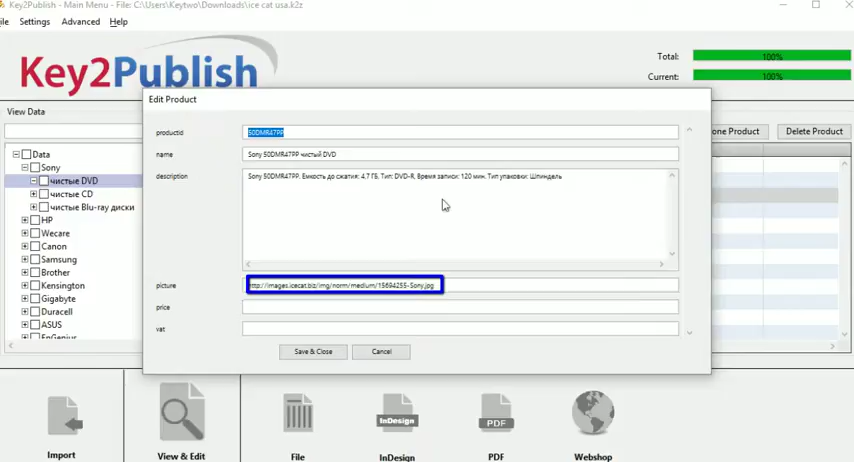 Key2Publish - Main Menu - File: C:\Users\Keytwo\Downloads\ice cat usa.k2z
ile Settings Advanced Help
Key2Publish
Total: 100%
Current: 100%
View Data
Edit Product
one Product Delete Product
productid 50DMR47PP
name Sony 50DMR47PP чистый DVD
description Sony 50DMR47PP. Емкость до сжатия: 4,7 ГБ, Тип: DVD-R, Время записи: 120 мин. Тип упаковки: Шпиндель
picture http://images.icecat.biz/img/norm/medium/15694255-Sony.jpg
price
vat
Save & Close Cancel
Data
Sony
чистые DVD
чистые CD
чистые Blu-ray диски
HP
Wecare
Canon
Samsung
Brother
Kensington
Gigabyte
Duracell
ASUS
EnGenius
Import View & Edit File InDesign PDF Webshop
InDesign
PDF